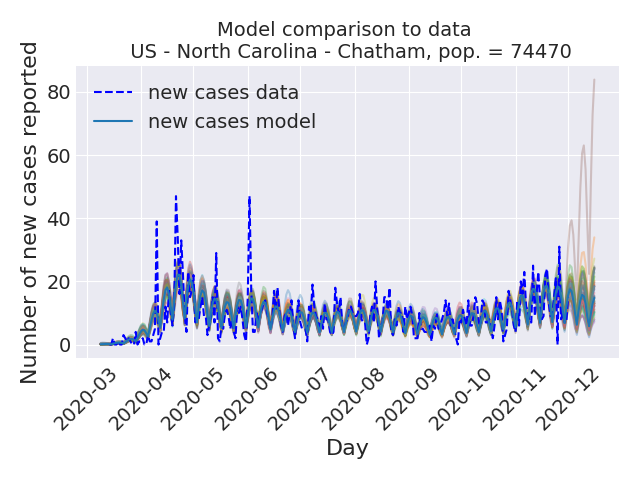 Model comparison to data
US - North Carolina - Chatham, pop. = 74470
Number of new cases reported
80
60
40
20
0
new cases data
new cases model
2020-03
2020-04
2020-05
2020-06
2020-07
2020-08
2020-09
2020-10
2020-11
2020-12
Day